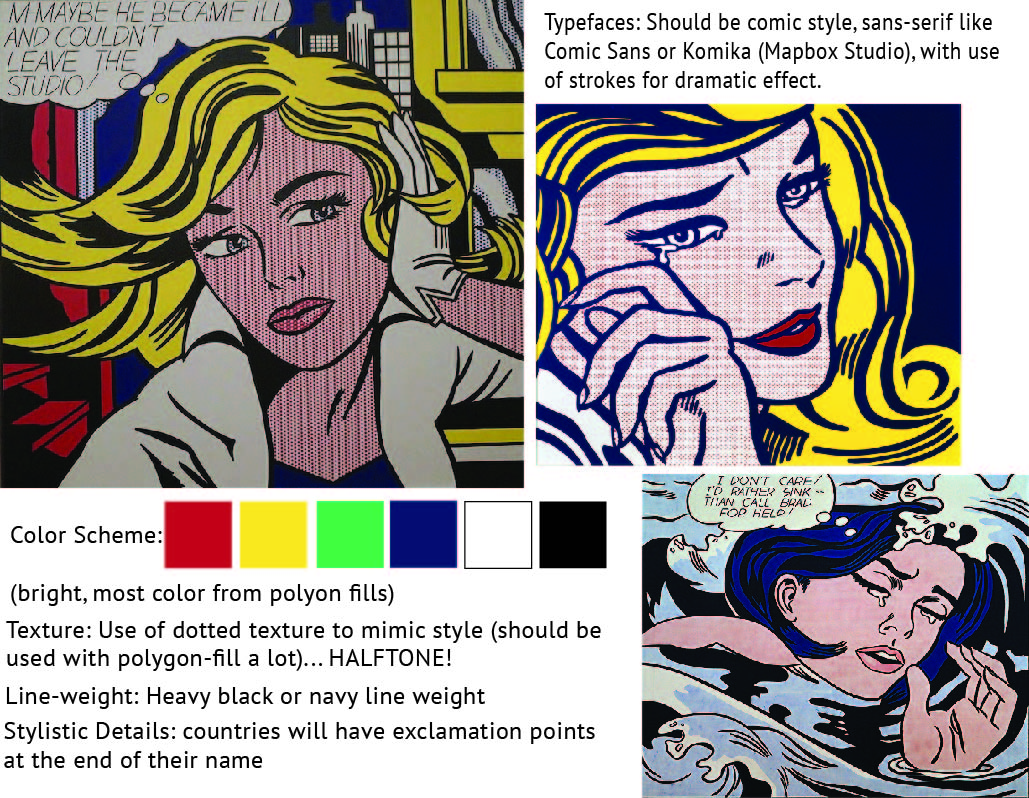 M MAYBE HE BECAME ILL
AND COULDN'T
LEAVE THE
STUDIO!
Typefaces: Should be comic style, sans-serif like
Comic Sans or Komika (Mapbox Studio), with use
of strokes for dramatic effect.
I DON'T CARE!
I'D RATHER SINK --
THAN CALL BRAD
FOR HELP!
Color Scheme:
(bright, most color from polyon fills)
Texture: Use of dotted texture to mimic style (should be
used with polygon-fill a lot)... HALFTONE!
Line-weight: Heavy black or navy line weight
Stylistic Details: countries will have exclamation points
at the end of their name